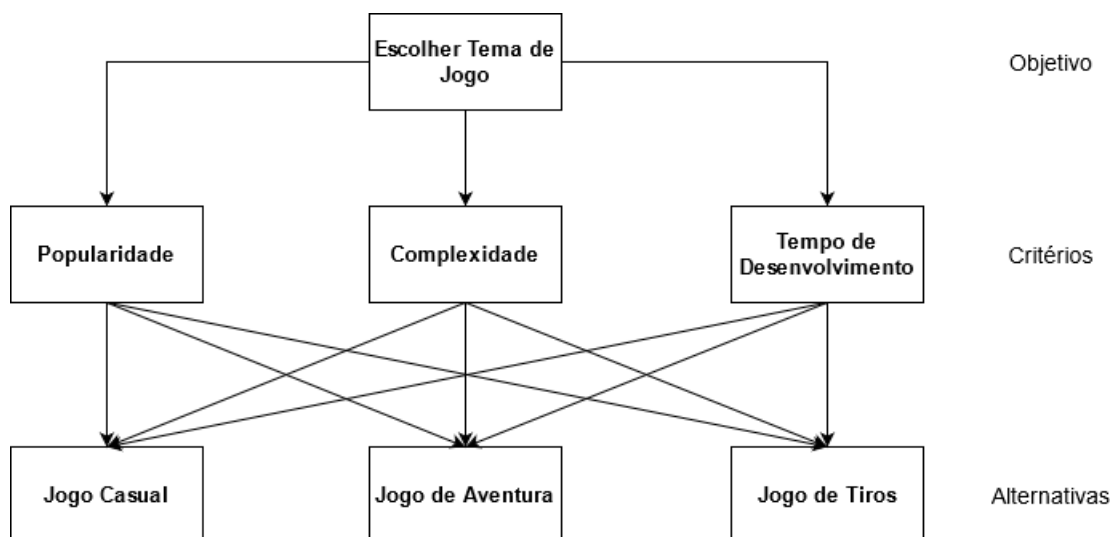 Escolher Tema de
Jogo
Objetivo
Popularidade
Complexidade
Tempo de
Desenvolvimento
Critérios
Jogo Casual
Jogo de Aventura
Jogo de Tiros
Alternativas